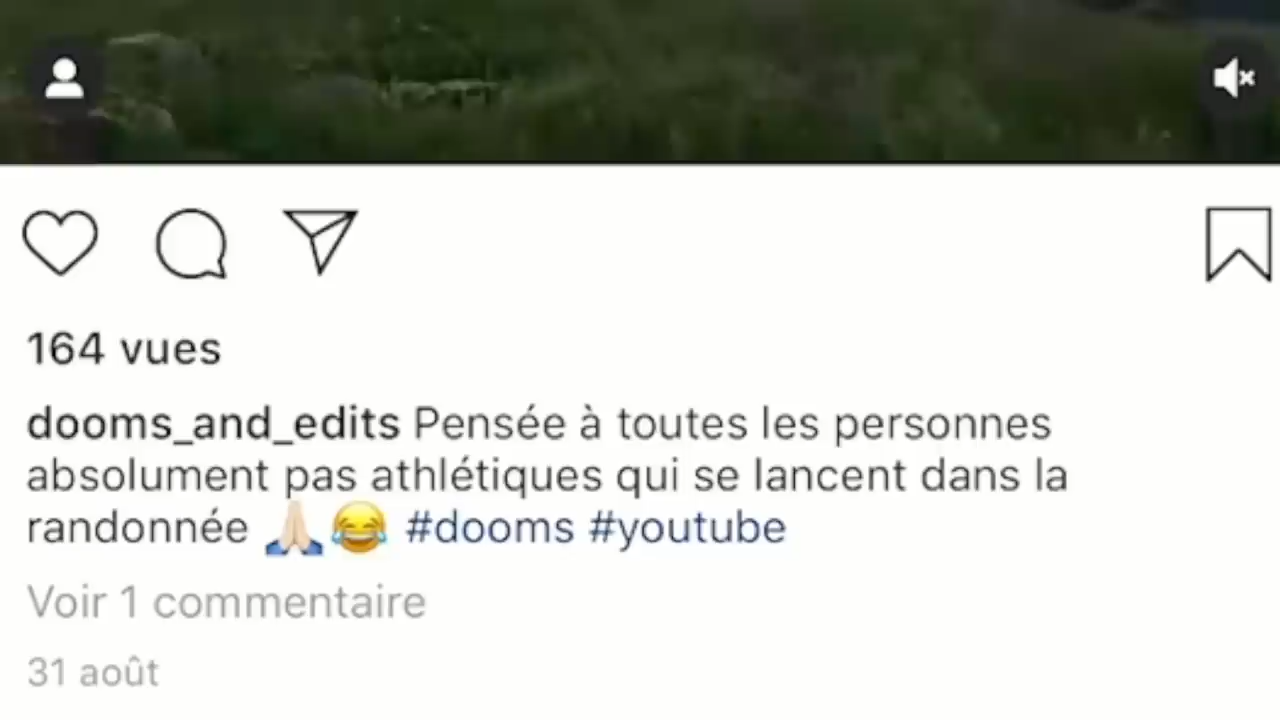 164 vues
dooms_and_edits Pensée à toutes les personnes
absolument pas athlétiques qui se lancent dans la
randonnée 🙏🏻😂 #dooms #youtube
Voir 1 commentaire
31 août